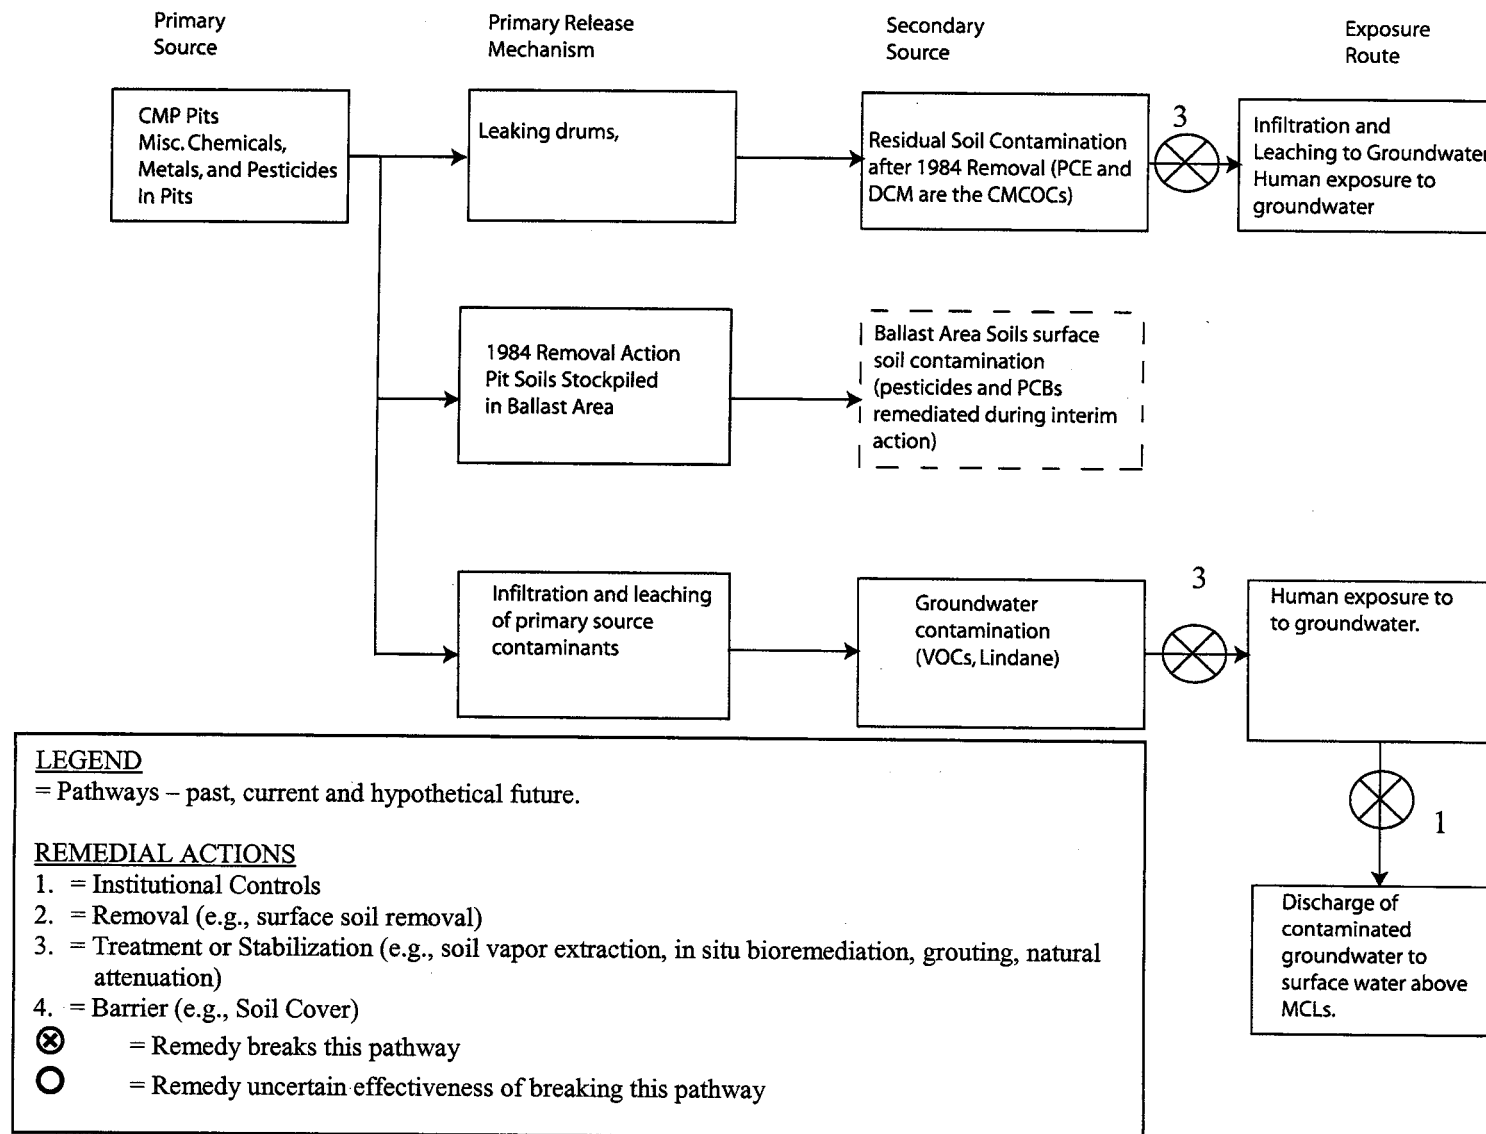 Primary
Source
Primary Release
Mechanism
Secondary
Source
Exposure
Route
CMP Pits
Misc. Chemicals,
Metals, and Pesticides
In Pits
Leaking drums,
Residual Soil Contamination
after 1984 Removal (PCE and
DCM are the CMCOCs)
3
Infiltration and
Leaching to Groundwater
Human exposure to
groundwater
1984 Removal Action
Pit Soils Stockpiled
in Ballast Area
Ballast Area Soils surface
soil contamination
(pesticides and PCBs
remediated during interim
action)
Infiltration and leaching
of primary source
contaminants
Groundwater
contamination
(VOCs, Lindane)
3
Human exposure to
to groundwater.
1
Discharge of
contaminated
groundwater to
surface water above
MCLs.
LEGEND
= Pathways – past, current and hypothetical future.
REMEDIAL ACTIONS
1. = Institutional Controls
2. = Removal (e.g., surface soil removal)
3. = Treatment or Stabilization (e.g., soil vapor extraction, in situ bioremediation, grouting, natural
attenuation)
4. = Barrier (e.g., Soil Cover)
= Remedy breaks this pathway
= Remedy uncertain effectiveness of breaking this pathway